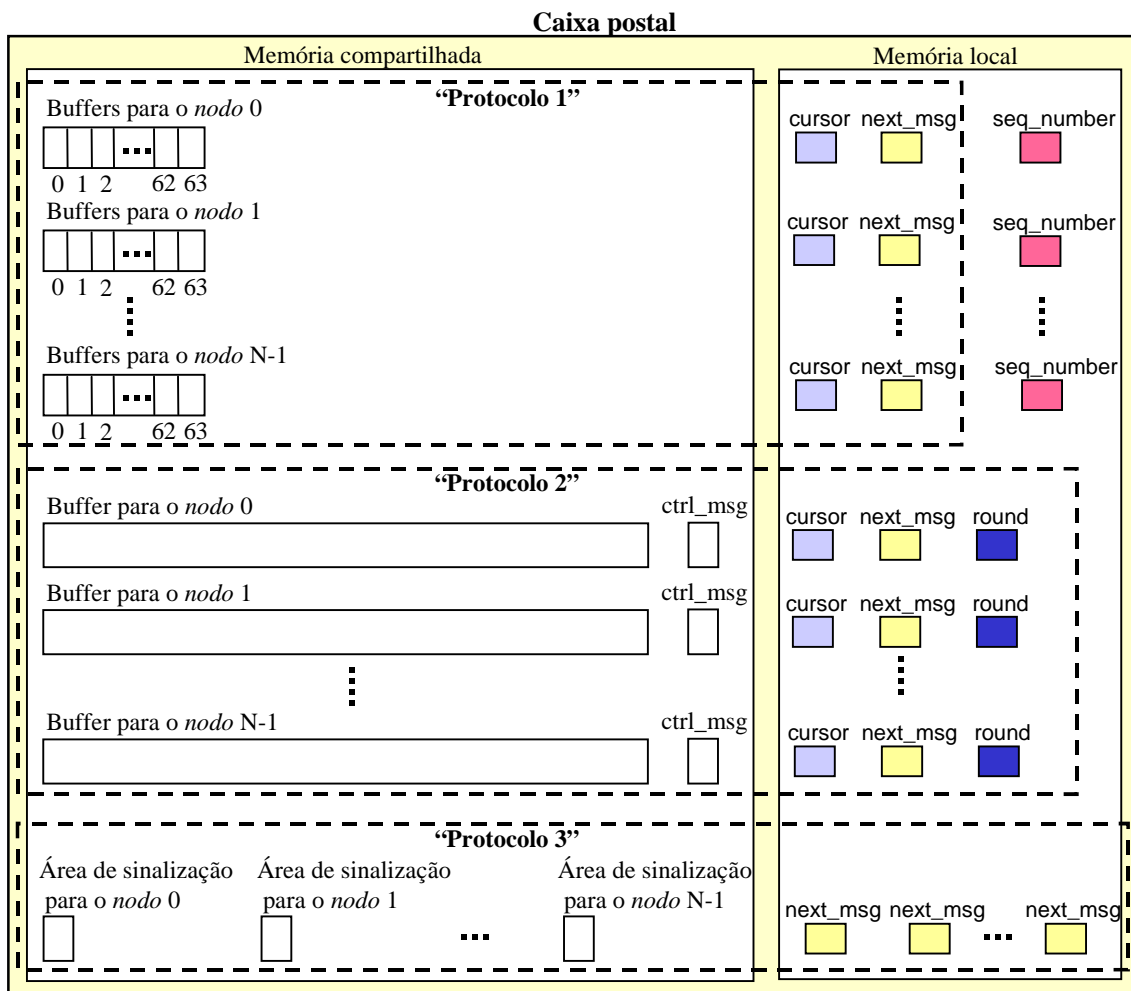 Caixa postal
Memória compartilhada
Memória local
“Protocolo 1”
Buffers para o nodo 0
cursor next_msg seq_number
0 1 2 62 63
Buffers para o nodo 1
cursor next_msg seq_number
0 1 2 62 63
Buffers para o nodo N-1
cursor next_msg seq_number
0 1 2 62 63
“Protocolo 2”
Buffer para o nodo 0 ctrl_msg
cursor next_msg round
Buffer para o nodo 1 ctrl_msg
cursor next_msg round
Buffer para o nodo N-1 ctrl_msg
cursor next_msg round
“Protocolo 3”
Área de sinalização
para o nodo 0
Área de sinalização
para o nodo 1
Área de sinalização
para o nodo N-1
next_msg next_msg next_msg